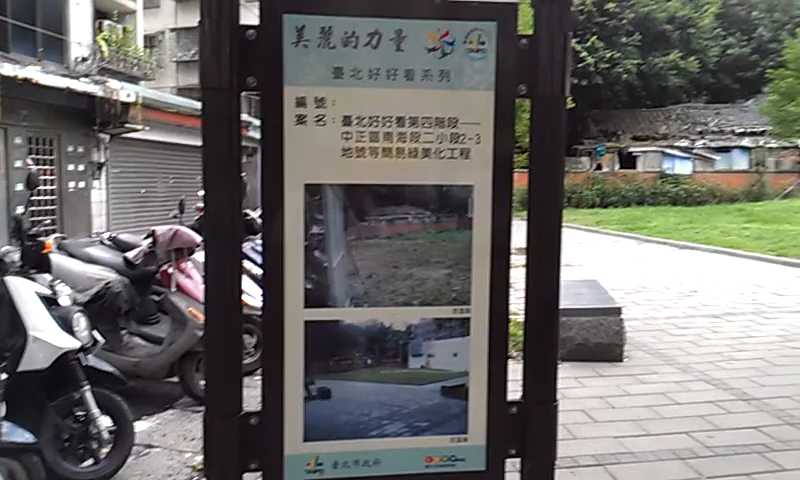 美麗的力量
臺北好好看系列
編號：
案名：臺北好好看第四階段——
中正區南海段二小段2-3
地號等簡易綠美化工程
臺北市政府